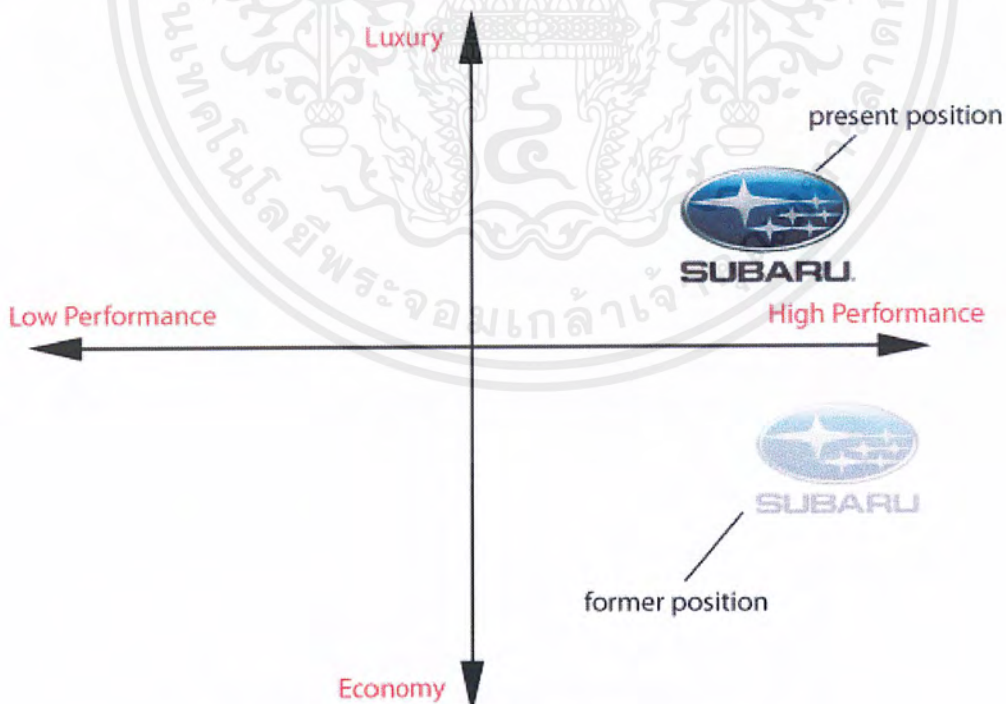 Luxury
present position
SUBARU
Low Performance
High Performance
SUBARU
former position
Economy